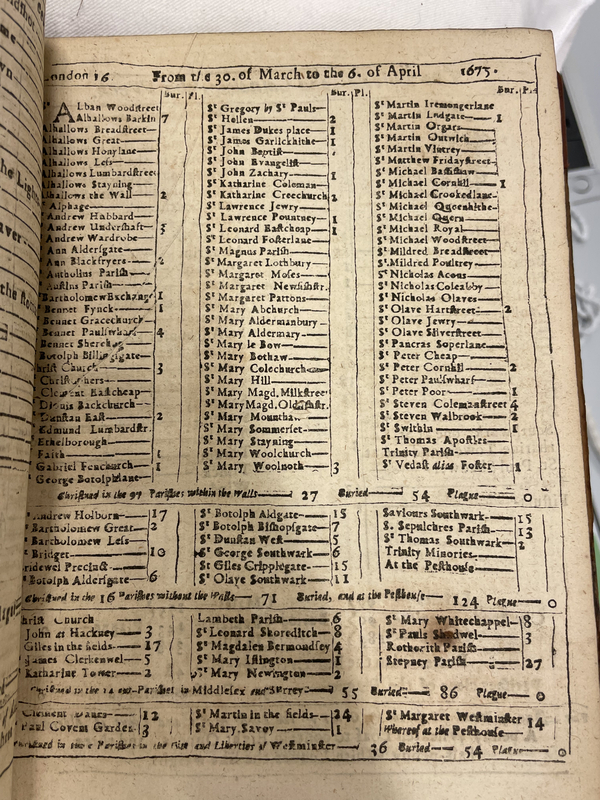 London 16 From the 30. of March to the 6. of April 1675.
Bur. Pl.
Alban Woodstreet
Alhallows Barkin 7
Alhallows Breadstreet
Alhallows Great
Alhallows Honylane
Alhallows Less
Alhallows Lumbardstreet
Alhallows Stayning
Alhallows the Wall 2
Alphage
Andrew Hubbard
Andrew Undershaft 3
Andrew Wardrobe
Ann Aldersgate
Ann Blackfryers 2
Antholins Parish
Austins Parish
Bartholomew Exchange 1
Bennet Fynck 1
Bennet Gracechurch
Bennet Paulswharf 4
Bennet Sherehog
Botolph Billingsgate
Christ Church 3
Christophers
Clement Eastcheap
Dionis Backchurch
Dunstan East 2
Edmund Lumbardstr.
Ethelborough
Faith 1
Gabriel Fenchurch 1
George Botolphlane
Bur. Pl.
St Gregory by St Pauls
St Hellen 2
St James Dukes place 1
St James Garlickhithe 1
St John Baptist
St John Evangelist
St John Zachary 1
St Katharine Coleman
St Katharine Creechurch 2
St Lawrence Jewry
St Lawrence Pountney 1
St Leonard Eastcheap 1
St Leonard Fosterlane
St Magnus Parish
St Margaret Lothbury
St Margaret Moses
St Margaret Newfishstr.
St Margaret Pattons
St Mary Abchurch
St Mary Aldermanbury
St Mary Aldermary
St Mary le Bow
St Mary Bothaw
St Mary Colechurch
St Mary Hill
St Mary Magd. Milkstreet
St Mary Magd. Oldfishstr.
St Mary Mounthaw
St Mary Sommerset
St Mary Stayning
St Mary Woolchurch
St Mary Woolnoth 3
Bur. Pl.
St Martin Iremongerlane
St Martin Ludgate 1
St Martin Orgars
St Martin Outwich
St Martin Vintrey
St Matthew Fridaystreet
St Michael Bassishaw
St Michael Cornhill 1
St Michael Crookedlane
St Michael Queenhithe
St Michael Quern
St Michael Royal
St Michael Woodstreet
St Mildred Breadstreet
St Mildred Poultrey
St Nicholas Acons
St Nicholas Coleabby
St Nicholas Olaves
St Olave Hartstreet 2
St Olave Jewry
St Olave Silverstreet
St Pancras Soperlane
St Peter Cheap
St Peter Cornhill 2
St Peter Paulswharf
St Peter Poor 1
St Steven Colemanstreet 4
St Steven Walbrook 2
St Swithin 1
St Thomas Apostles
Trinity Parish
St Vedast alias Foster 1
Christned in the 97 Parishes within the Walls 27 Buried 54 Plague 0
Andrew Holborn 17
Bartholomew Great 2
Bartholomew Less
Bridget 10
Bridewel Precinct
Botolph Aldersgate 6
St Botolph Aldgate 15
St Botolph Bishopsgate 7
St Dunstan West 5
St George Southwark 6
St Giles Cripplegate 15
St Olave Southwark 11
Saviours Southwark 15
S. Sepulchres Parish 13
St Thomas Southwark 2
Trinity Minories
At the Pesthouse
Christned in the 16 Parishes without the Walls 71 Buried, and at the Pesthouse 124 Plague 0
Christ Church
John at Hackney 3
Giles in the fields 17
James Clerkenwel 5
Katharine Tower 2
Lambeth Parish 6
St Leonard Shoreditch 8
St Magdalen Bermondsey 4
St Mary Islington 1
St Mary Newington 2
St Mary Whitechappel 8
St Pauls Shadwel 3
Rothorith Parish
Stepney Parish 27
Christned in the 14 out-Parishes in Middlesex and Surrey 55 Buried 86 Plague 0
Clement Danes 12
Paul Covent Garden 3
St Martin in the fields 24
St Mary Savoy 1
St Margaret Westminster 14
Whereof at the Pesthouse
Christned in the Parishes in the City and Liberties of Westminster 36 Buried 54 Plague 0